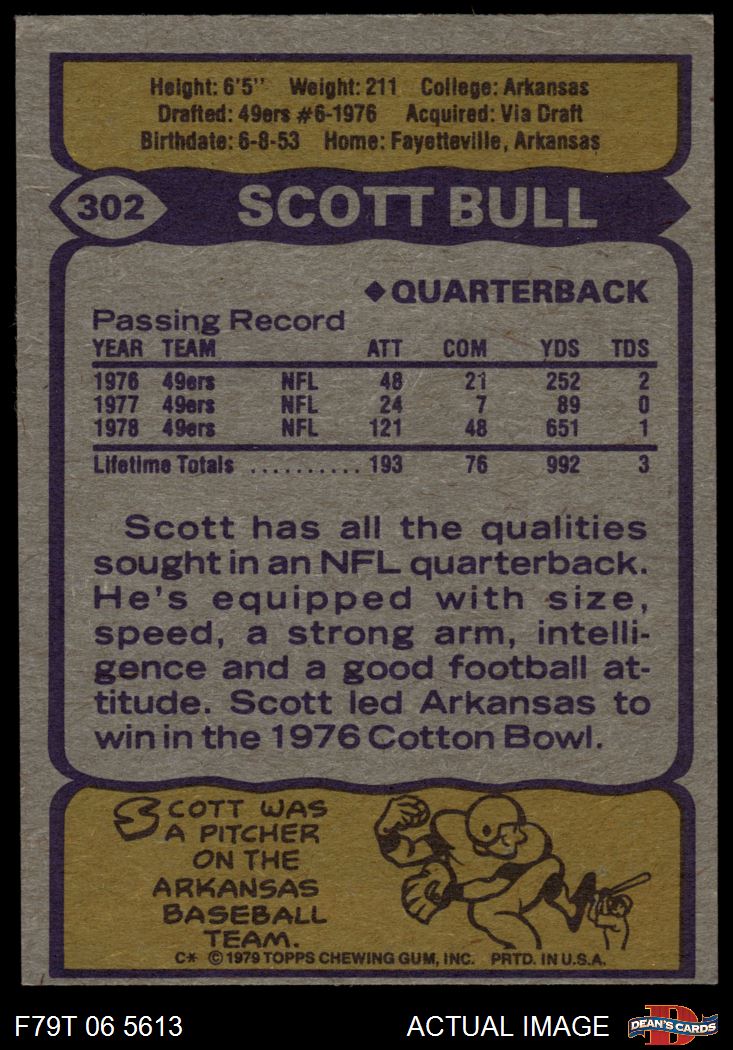 Height: 6'5'' Weight: 211 College: Arkansas
Drafted: 49ers #6-1976 Acquired: Via Draft
Birthdate: 6-8-53 Home: Fayetteville, Arkansas
302 SCOTT BULL
◆ QUARTERBACK
Passing Record
YEAR TEAM ATT COM YDS TDS
1976 49ers NFL 48 21 252 2
1977 49ers NFL 24 7 89 0
1978 49ers NFL 121 48 651 1
Lifetime Totals .......... 193 76 992 3
Scott has all the qualities
sought in an NFL quarterback.
He's equipped with size,
speed, a strong arm, intelli-
gence and a good football at-
titude. Scott led Arkansas to
win in the 1976 Cotton Bowl.
SCOTT WAS
A PITCHER
ON THE
ARKANSAS
BASEBALL
TEAM.
C* © 1979 TOPPS CHEWING GUM, INC. PRTD. IN U.S.A.
F79T 06 5613 ACTUAL IMAGE D DEAN'S CARDS